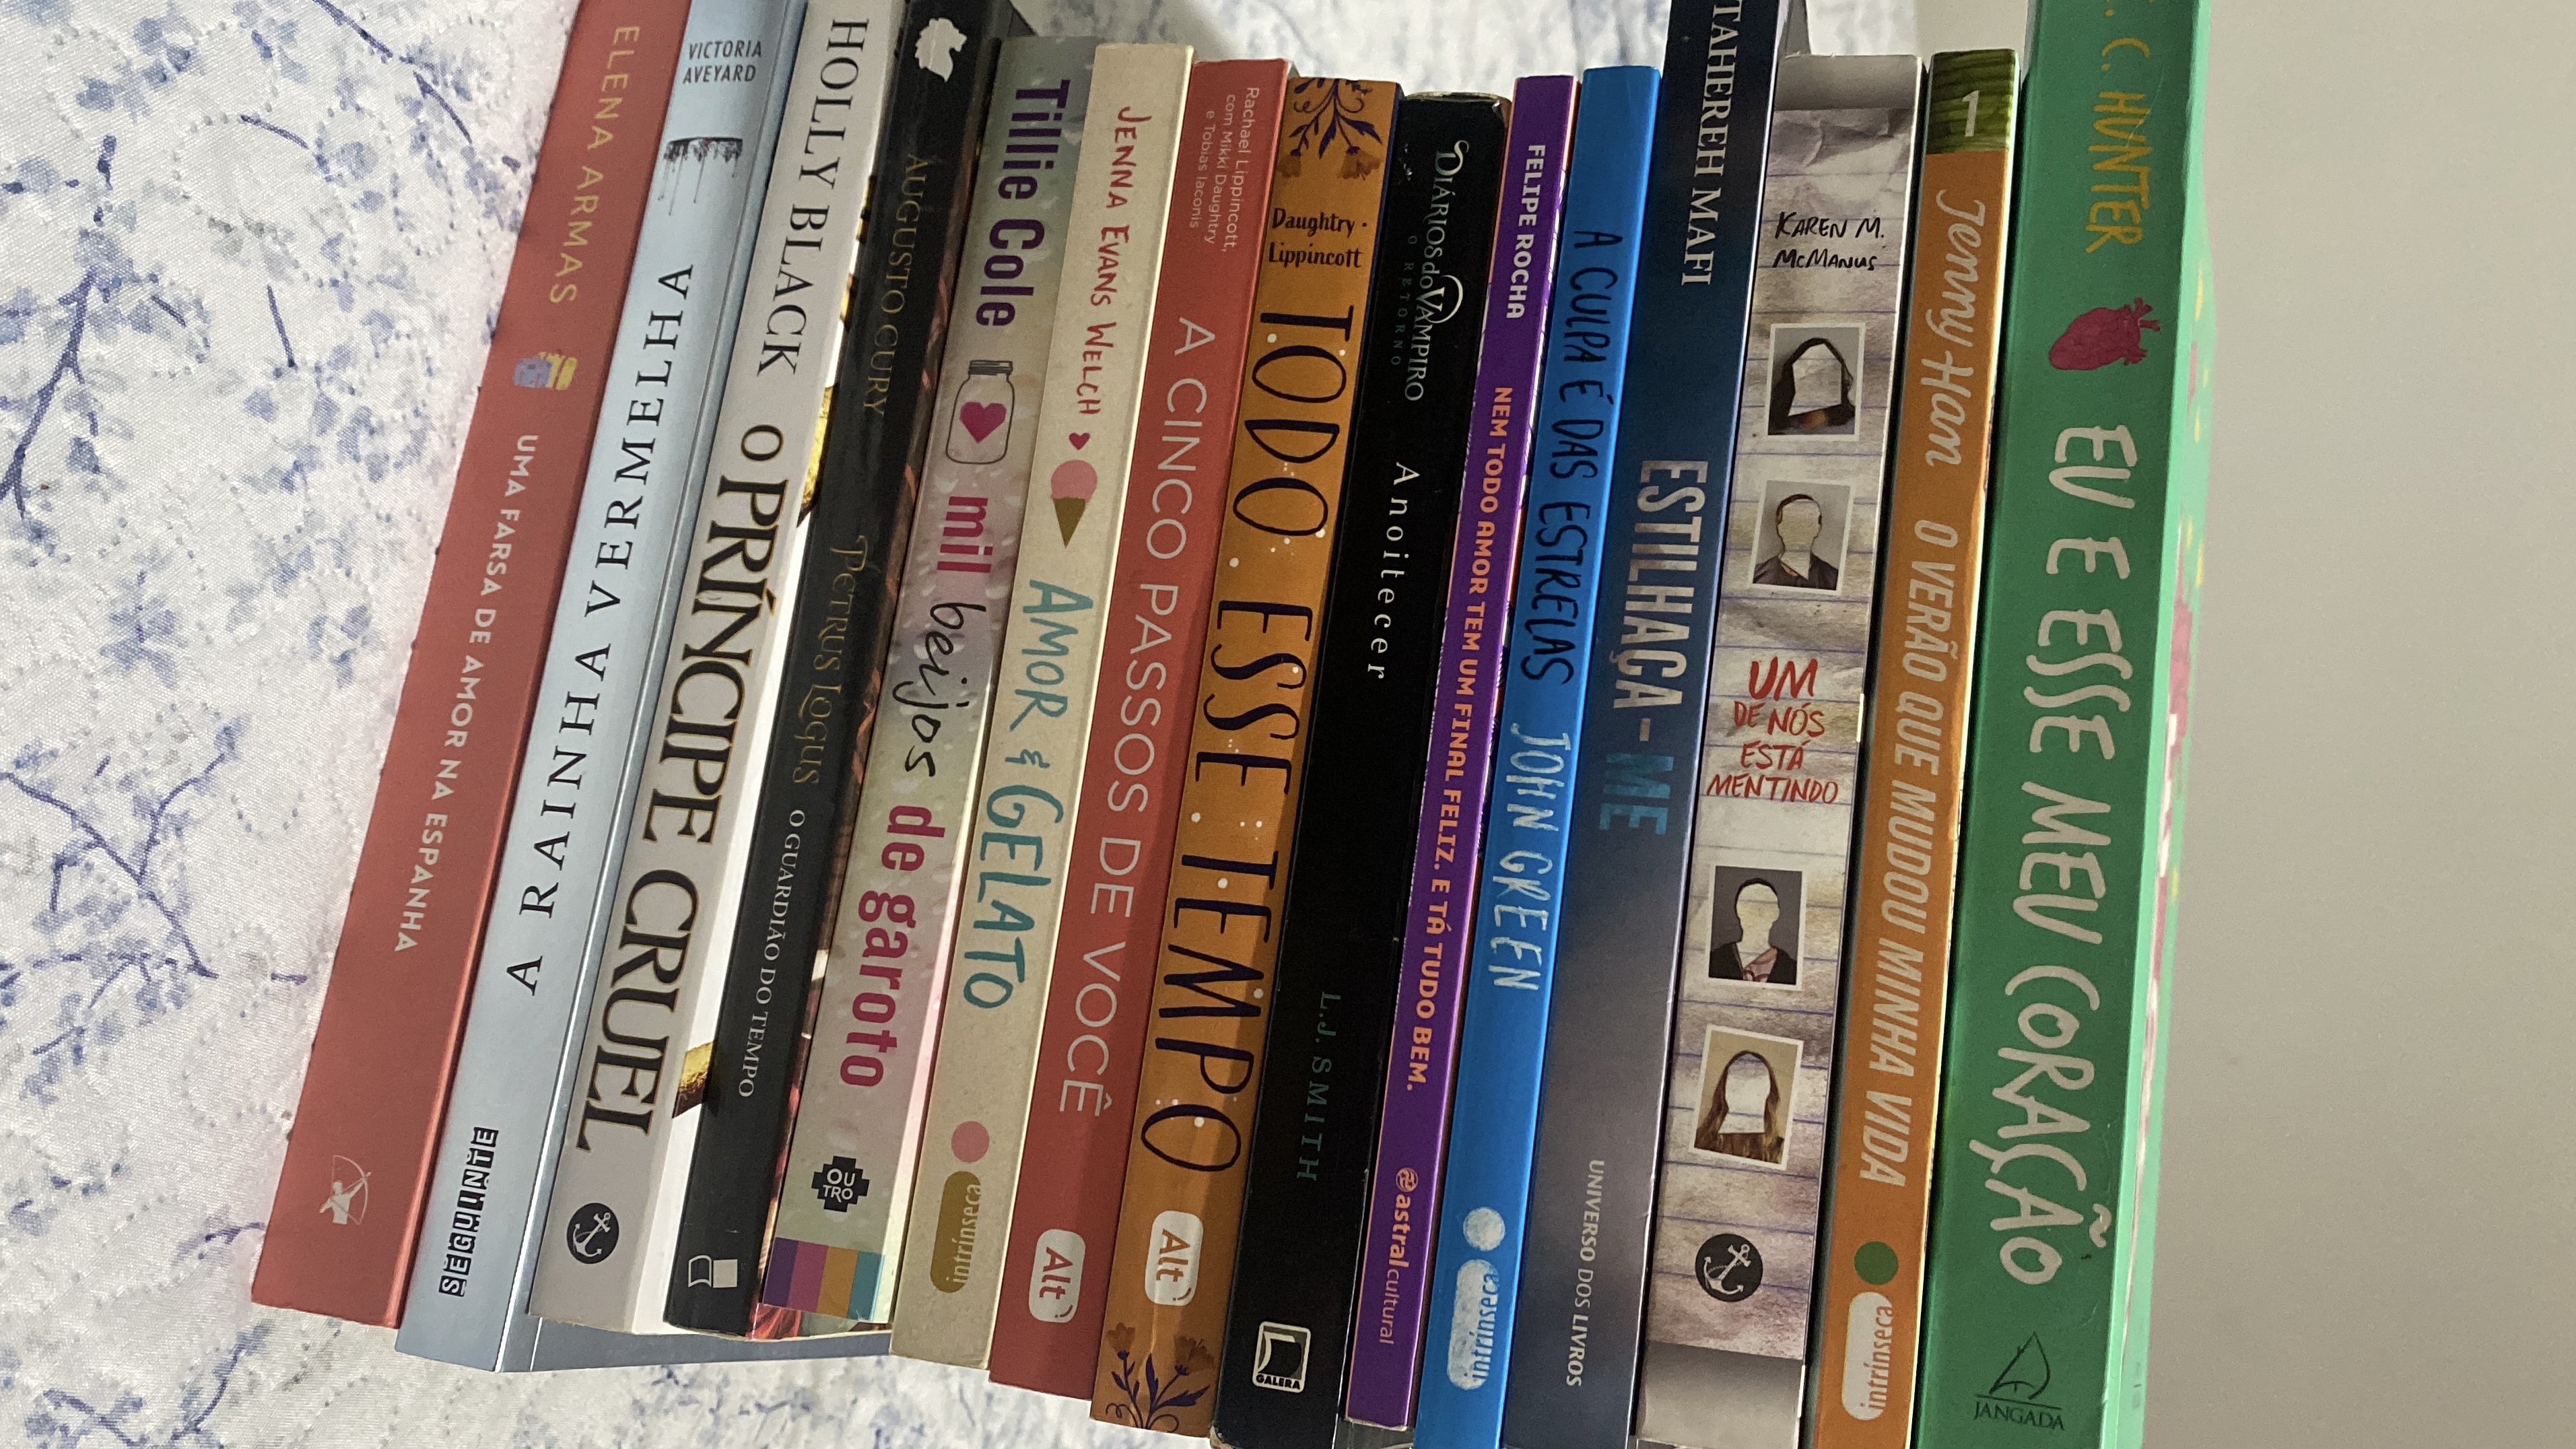 ELENA ARMAS
UMA FARSA DE AMOR NA ESPANHA
VICTORIA
AVEYARD
A RAINHA VERMELHA
SEGUINTE
HOLLY BLACK
O PRÍNCIPE CRUEL
AUGUSTO CURY
PETRUS LOGUS
O GUARDIÃO DO TEMPO
Tillie Cole
mil beijos de garoto
OU
TRO
JENNA EVANS WELCH
AMOR & GELATO
intrínseca
Rachael Lippincott,
com Mikki Daughtry
e Tobias Iaconis
A CINCO PASSOS DE VOCÊ
Alt
Daughtry ·
Lippincott
TODO ESSE TEMPO
Alt
DIÁRIOS do VAMPIRO
O RETORNO
Anoitecer
L.J. SMITH
GALERA
FELIPE ROCHA
NEM TODO AMOR TEM UM FINAL FELIZ. E TÁ TUDO BEM.
astralcultural
A CULPA É DAS ESTRELAS
JOHN GREEN
intrínseca
TAHEREH MAFI
ESTILHAÇA-ME
UNIVERSO DOS LIVROS
KAREN M.
McMANUS
UM
DE NÓS
ESTÁ
MENTINDO
1
Jenny Han
O VERÃO QUE MUDOU MINHA VIDA
intrínseca
C. HUNTER
EU E ESSE MEU CORAÇÃO
JANGADA